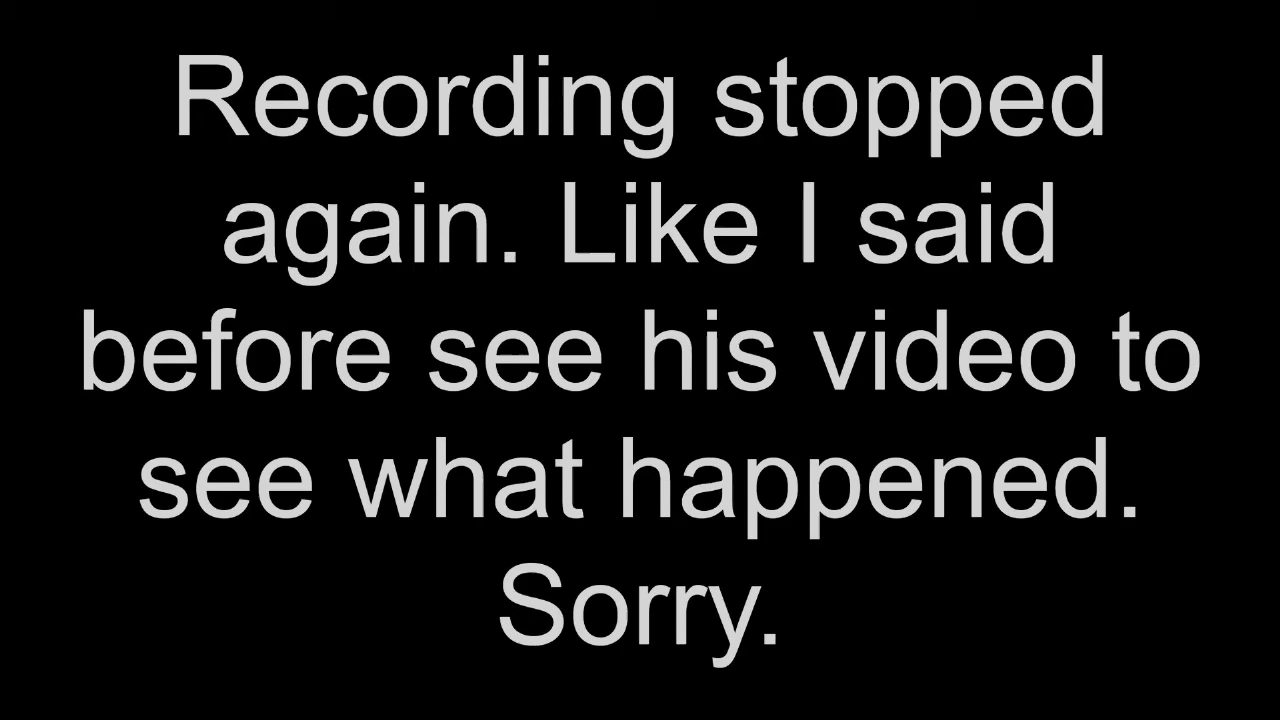 Recording stopped
again. Like I said
before see his video to
see what happened.
Sorry.